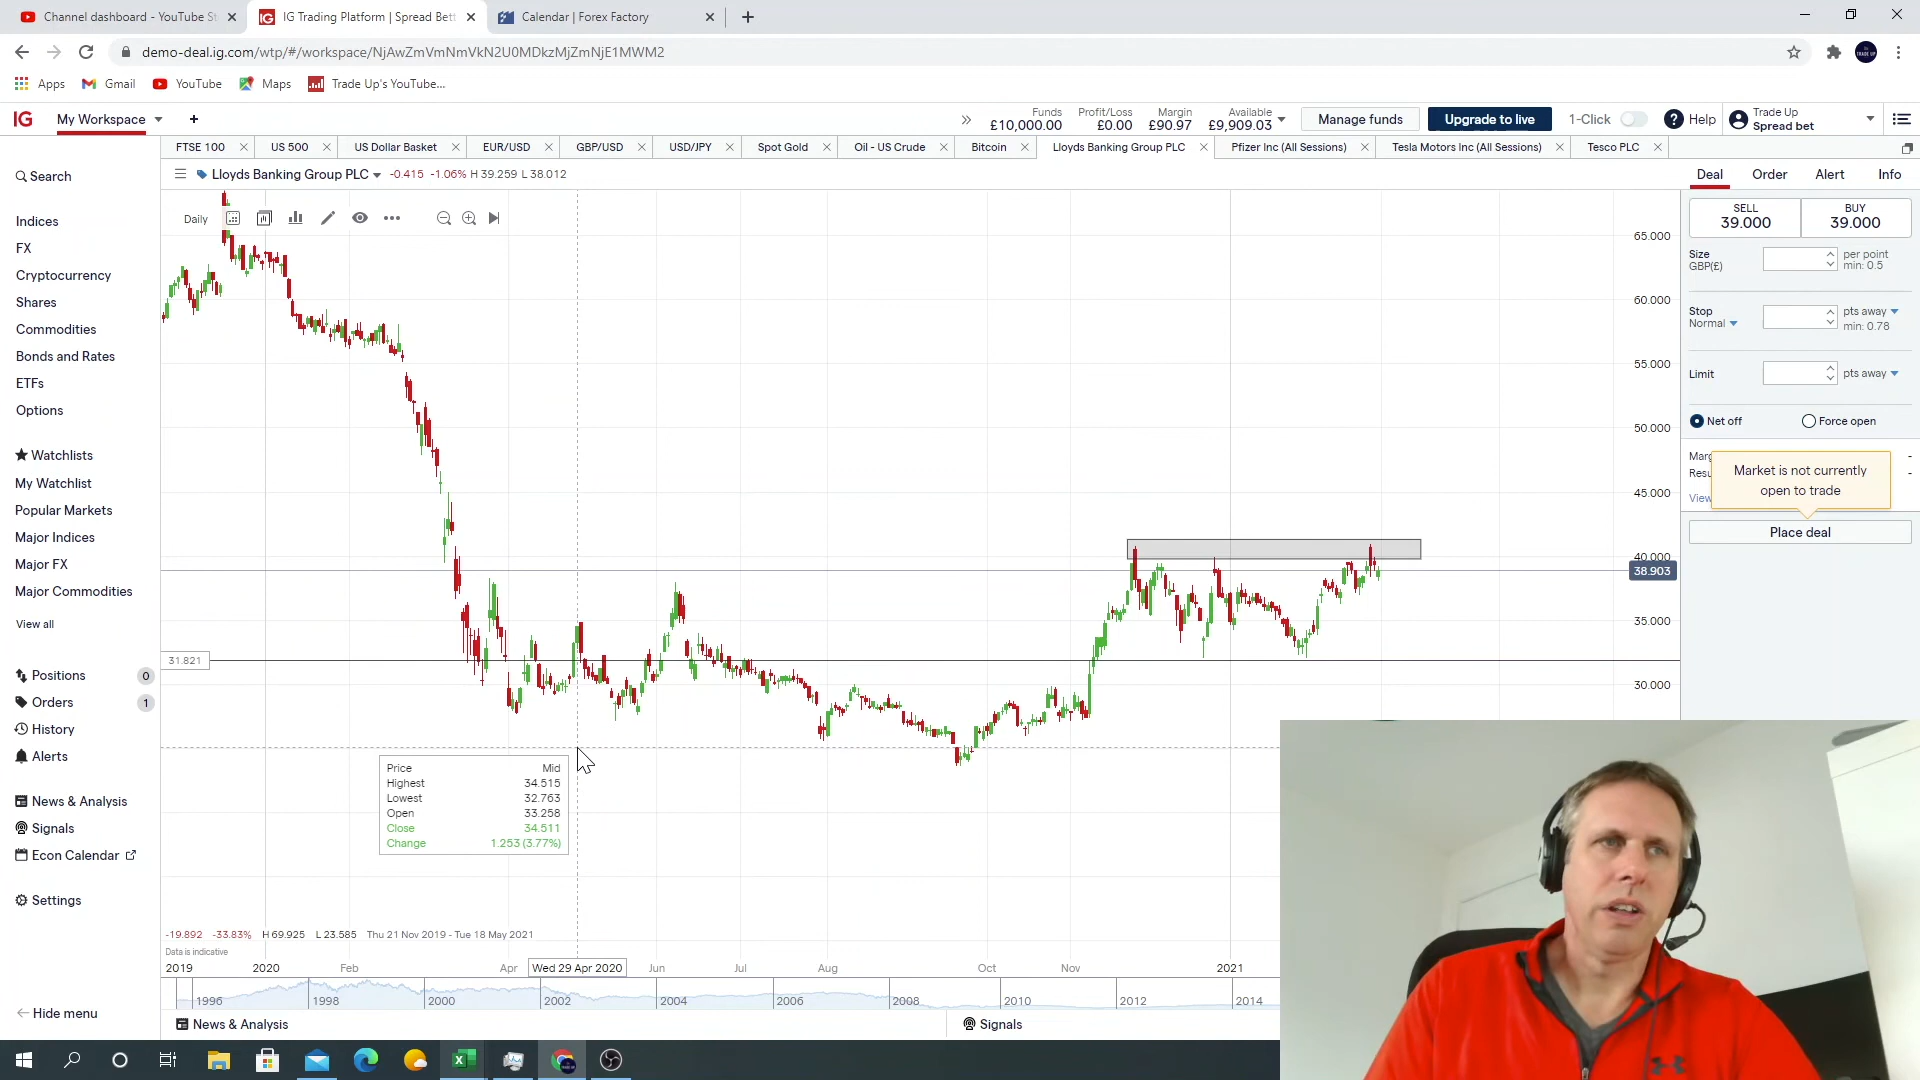 Channel dashboard - YouTube St
IG Trading Platform | Spread Bett
Calendar | Forex Factory
demo-deal.ig.com/wtp/#/workspace/NjAwZmVmNmVkN2U0MDkzMjZmNjE1MWM2
Apps
Gmail
YouTube
Maps
Trade Up's YouTube...
IG
My Workspace
Funds
£10,000.00
Profit/Loss
£0.00
Margin
£90.97
Available
£9,909.03
Manage funds
Upgrade to live
1-Click
Help
Trade Up
Spread bet
FTSE 100
US 500
US Dollar Basket
EUR/USD
GBP/USD
USD/JPY
Spot Gold
Oil - US Crude
Bitcoin
Lloyds Banking Group PLC
Pfizer Inc (All Sessions)
Tesla Motors Inc (All Sessions)
Tesco PLC
Search
Indices
FX
Cryptocurrency
Shares
Commodities
Bonds and Rates
ETFs
Options
Watchlists
My Watchlist
Popular Markets
Major Indices
Major FX
Major Commodities
View all
Positions 0
Orders 1
History
Alerts
News & Analysis
Signals
Econ Calendar
Settings
Hide menu
Lloyds Banking Group PLC -0.415 -1.06% H 39.259 L 38.012
Daily
65.000
60.000
55.000
50.000
45.000
40.000
38.903
35.000
30.000
31.821
Price Mid
Highest 34.515
Lowest 32.763
Open 33.258
Close 34.511
Change 1.253 (3.77%)
-19.892 -33.83% H 69.925 L 23.585 Thu 21 Nov 2019 - Tue 18 May 2021
Data is indicative
2019 2020 Feb Apr Wed 29 Apr 2020 Jun Jul Aug Oct Nov 2021
1996 1998 2000 2002 2004 2006 2008 2010 2012 2014
News & Analysis
Signals
Deal
Order
Alert
Info
SELL
39.000
BUY
39.000
Size
GBP(£)
per point
min: 0.5
Stop
Normal
pts away
min: 0.78
Limit
pts away
Net off
Force open
Marg
Resu
View
-
-
Market is not currently
open to trade
Place deal